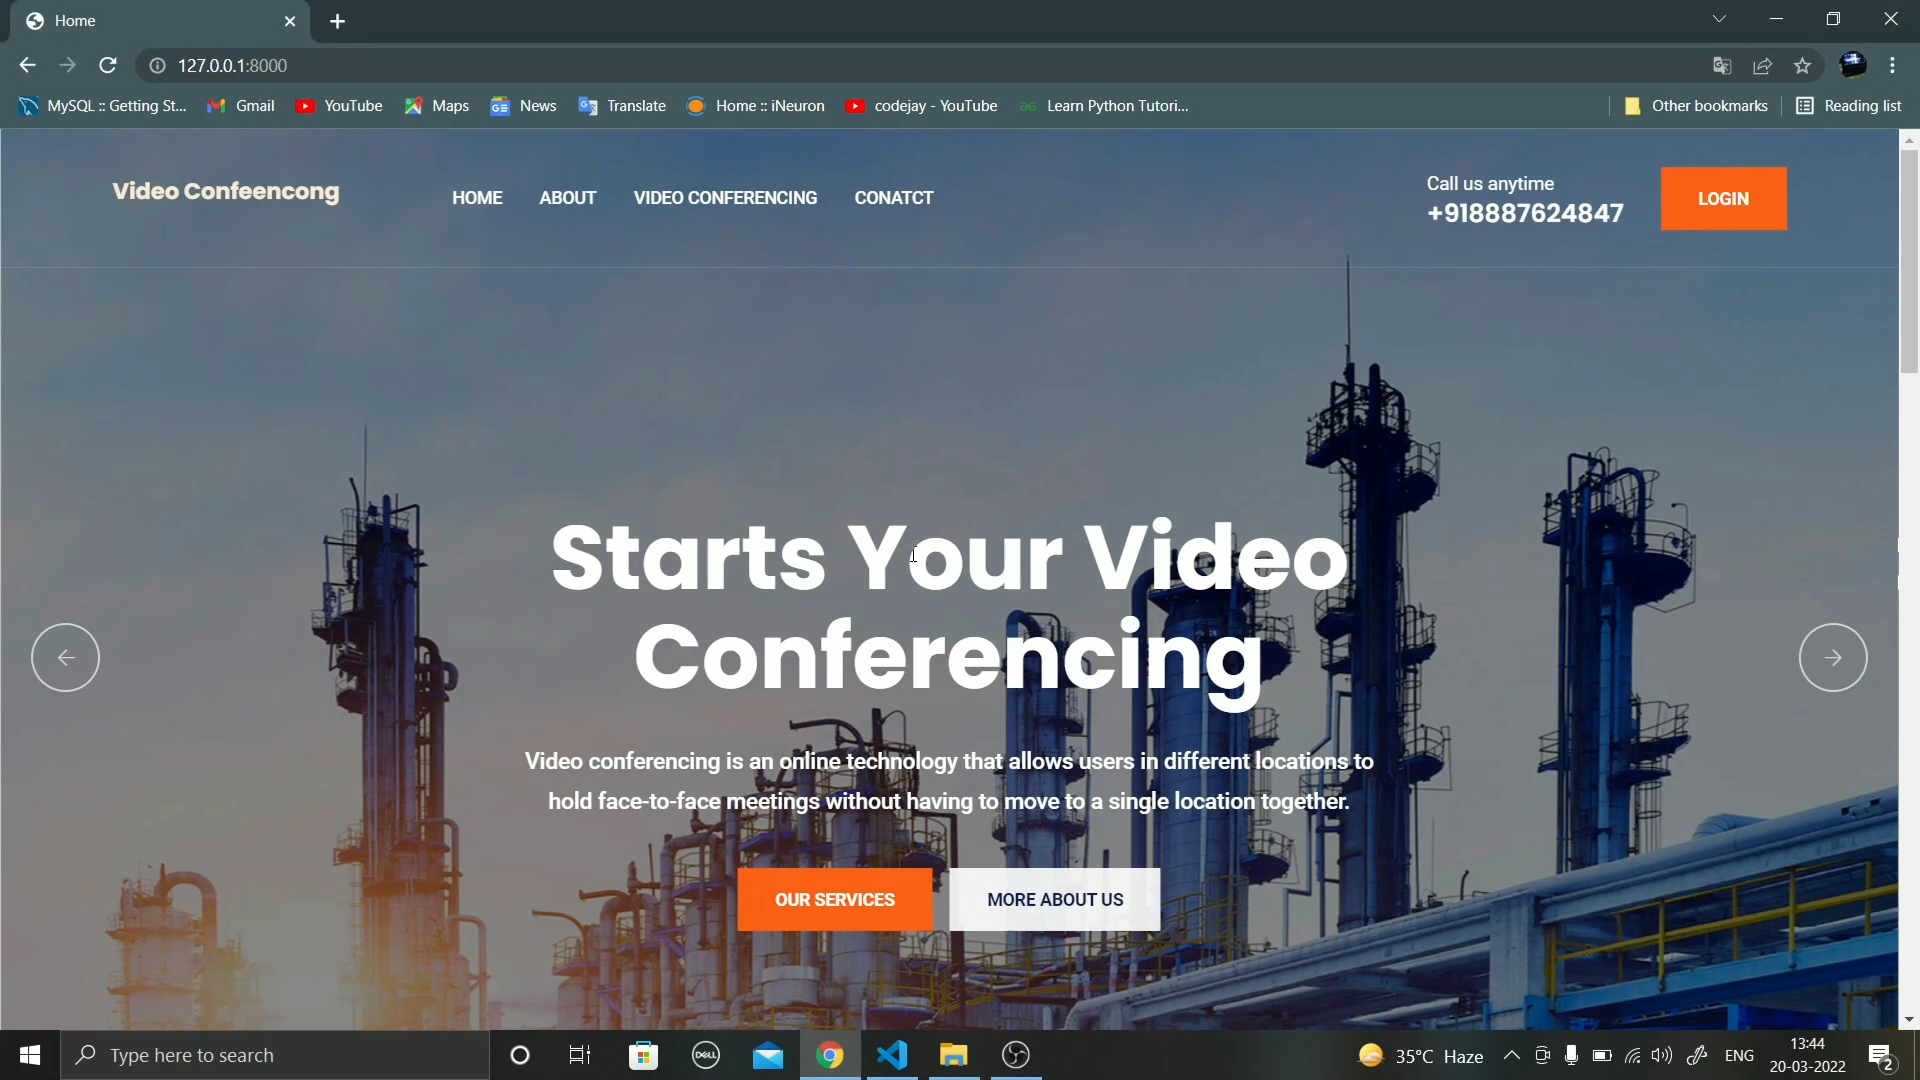 Home
127.0.0.1:8000
MySQL :: Getting St...
Gmail
YouTube
Maps
News
Translate
Home :: iNeuron
codejay - YouTube
Learn Python Tutori...
Other bookmarks
Reading list
Video Confeencong
HOME
ABOUT
VIDEO CONFERENCING
CONATCT
Call us anytime
+918887624847
LOGIN
Starts Your Video
Conferencing
Video conferencing is an online technology that allows users in different locations to
hold face-to-face meetings without having to move to a single location together.
OUR SERVICES
MORE ABOUT US
Type here to search
DELL
35°C Haze
ENG
13:44
20-03-2022
2